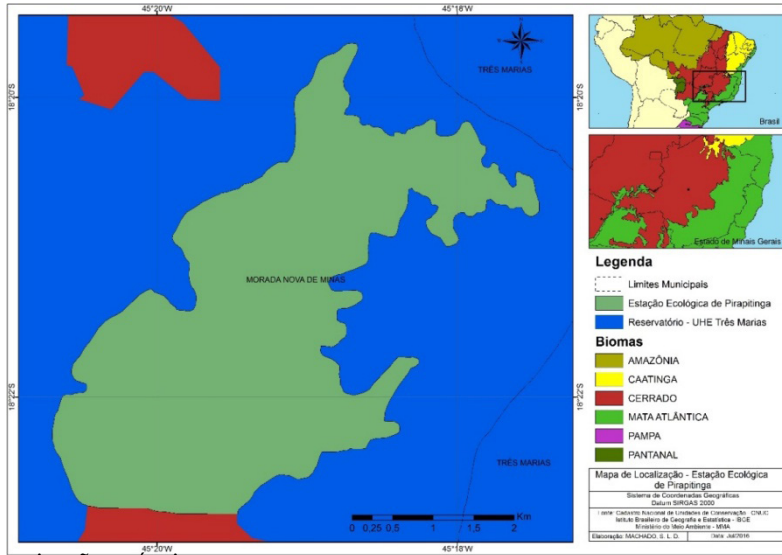 45°20'W
45°18'W
TRÊS MARIAS
18°20'S
18°20'S
Brasil
Estado de Minais Gerais
MORADA NOVA DE MINAS
Legenda
Limites Municipais
Estação Ecológica de Pirapitinga
Reservatório - UHE Três Marias
Biomas
AMAZÔNIA
CAATINGA
CERRADO
MATA ATLÂNTICA
PAMPA
PANTANAL
18°22'S
18°22'S
TRÊS MARIAS
Km
0 0,25 0,5 1 1,5 2
45°20'W
45°18'W
Mapa de Localização - Estação Ecológica
de Pirapitinga
Sistema de Coordenadas Geográficas
Datum SIRGAS 2000
Fonte: Cadastro Nacional de Unidades de Conservação - CNUC
Istituto Brasileiro de Geografia e Estatística - IBGE
Ministério do Meio Ambiente - MMA
Elaboração: MACHADO, S. L. D. Data: Jul/2016